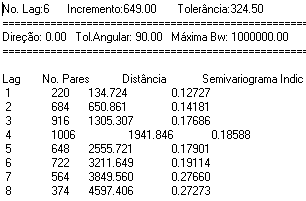 No. Lag:6 Incremento:649.00 Tolerância:324.50
========================================================
Direção: 0.00 Tol.Angular: 90.00 Máxima Bw: 1000000.00
========================================================
Lag No. Pares Distância Semivariograma Indic
1 220 134.724 0.12727
2 684 650.861 0.14181
3 916 1305.307 0.17686
4 1006 1941.846 0.18588
5 648 2555.721 0.17901
6 722 3211.649 0.19114
7 564 3849.560 0.27660
8 374 4597.406 0.27273